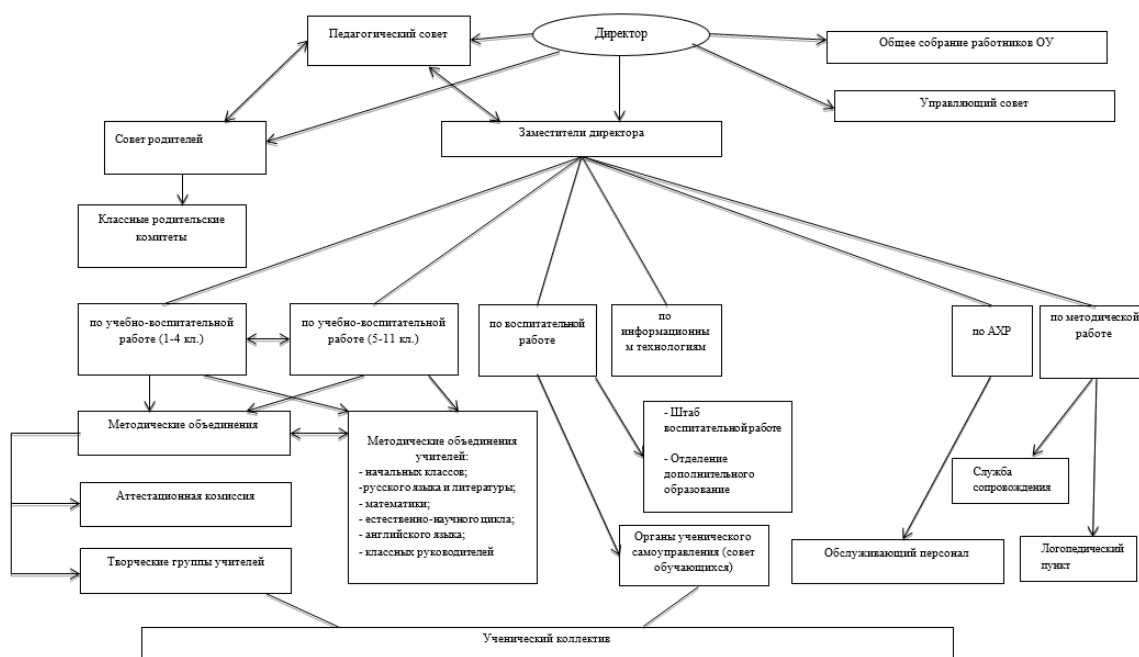 Педагогический совет
Директор
Общее собрание работников ОУ
Управляющий совет
Совет родителей
Заместители директора
Классные родительские
комитеты
по учебно-воспитательной
работе (1-4 кл.)
по учебно-воспитательной
работе (5-11 кл.)
по воспитательной
работе
по
информационны
м технологиям
по АХР
по методической
работе
Методические объединения
Методические объединения
учителей:
- начальных классов;
-русского языка и литературы;
- математики;
- естественно-научного цикла;
- английского языка;
- классных руководителей
- Штаб
воспитательной работе
- Отделение
дополнительного
образование
Служба
сопровождения
Аттестационная комиссия
Творческие группы учителей
Органы ученического
самоуправления (совет
обучающихся)
Обслуживающий персонал
Логопедический
пункт
Ученический коллектив